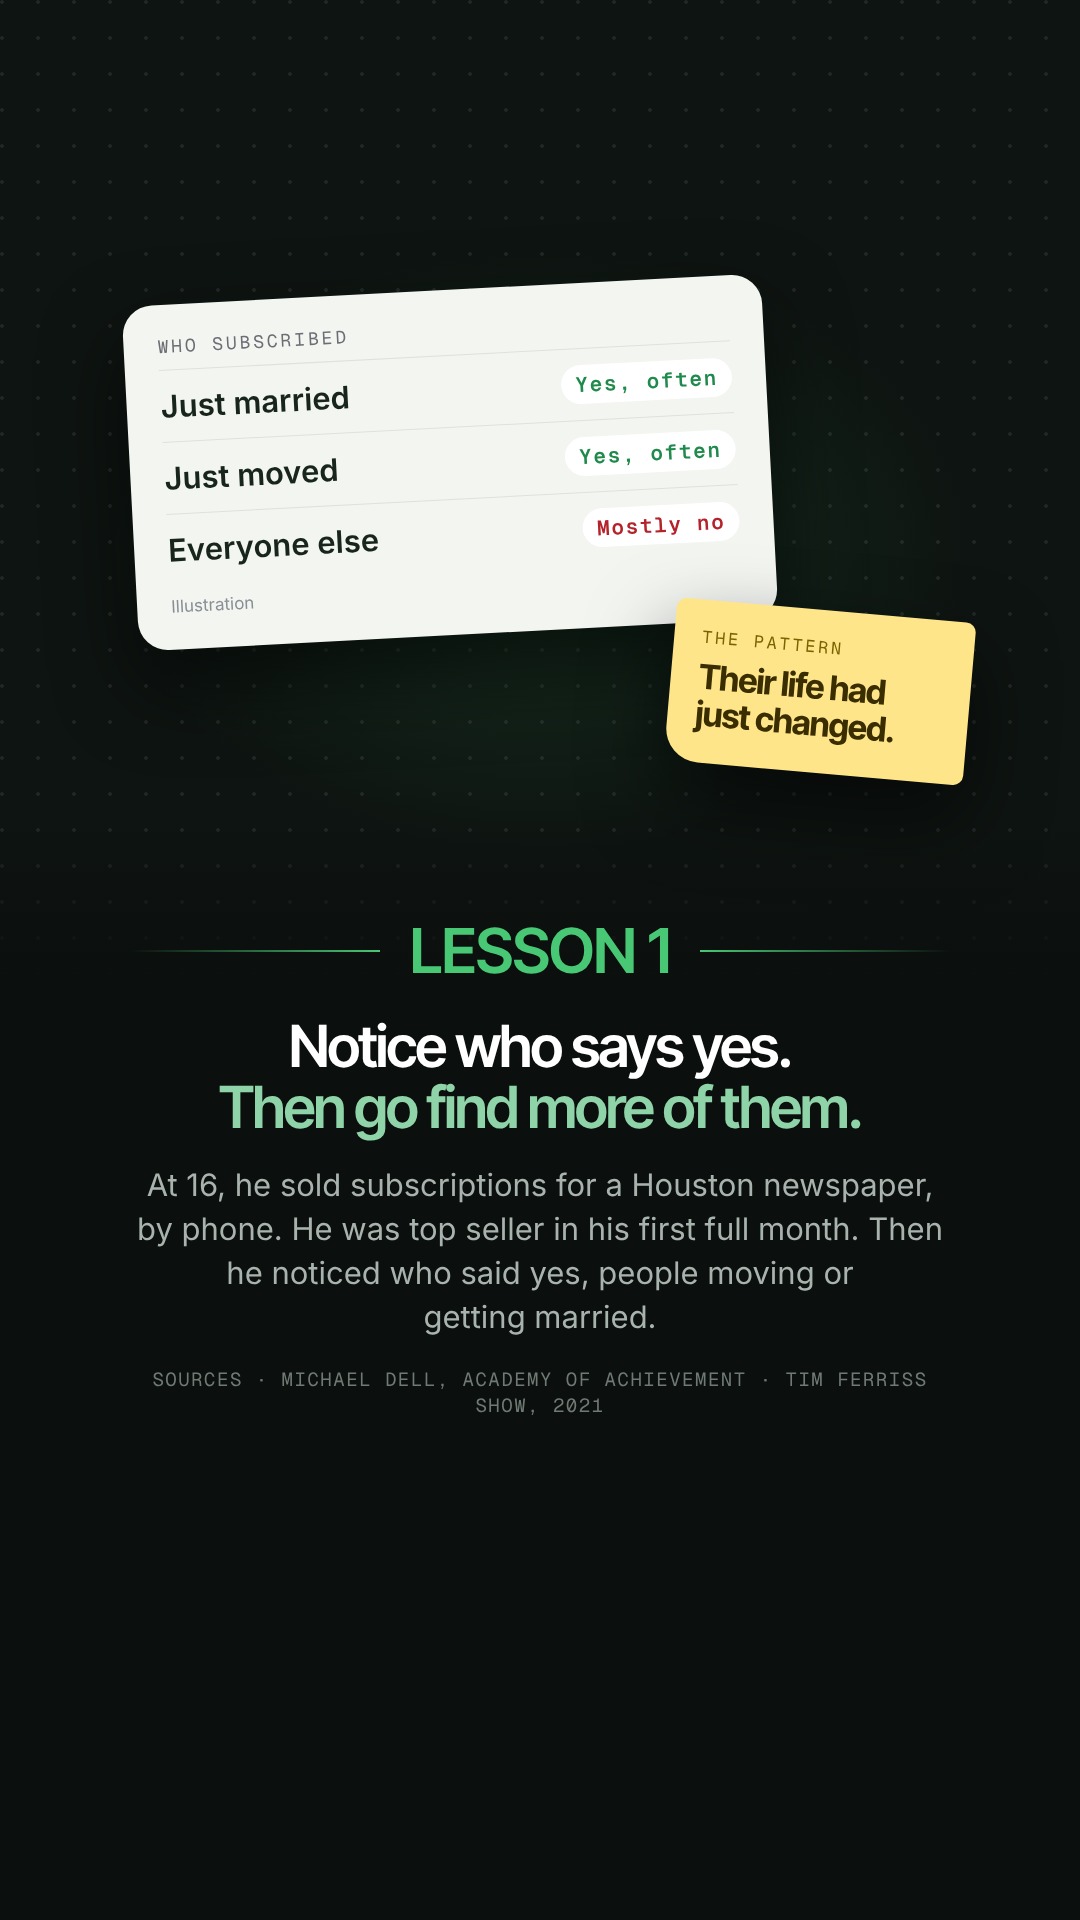 WHO SUBSCRIBED
Just married Yes, often
Just moved Yes, often
Everyone else Mostly no
Illustration
THE PATTERN
Their life had
just changed.
LESSON 1
Notice who says yes.
Then go find more of them.
At 16, he sold subscriptions for a Houston newspaper,
by phone. He was top seller in his first full month. Then
he noticed who said yes, people moving or
getting married.
SOURCES · MICHAEL DELL, ACADEMY OF ACHIEVEMENT · TIM FERRISS
SHOW, 2021